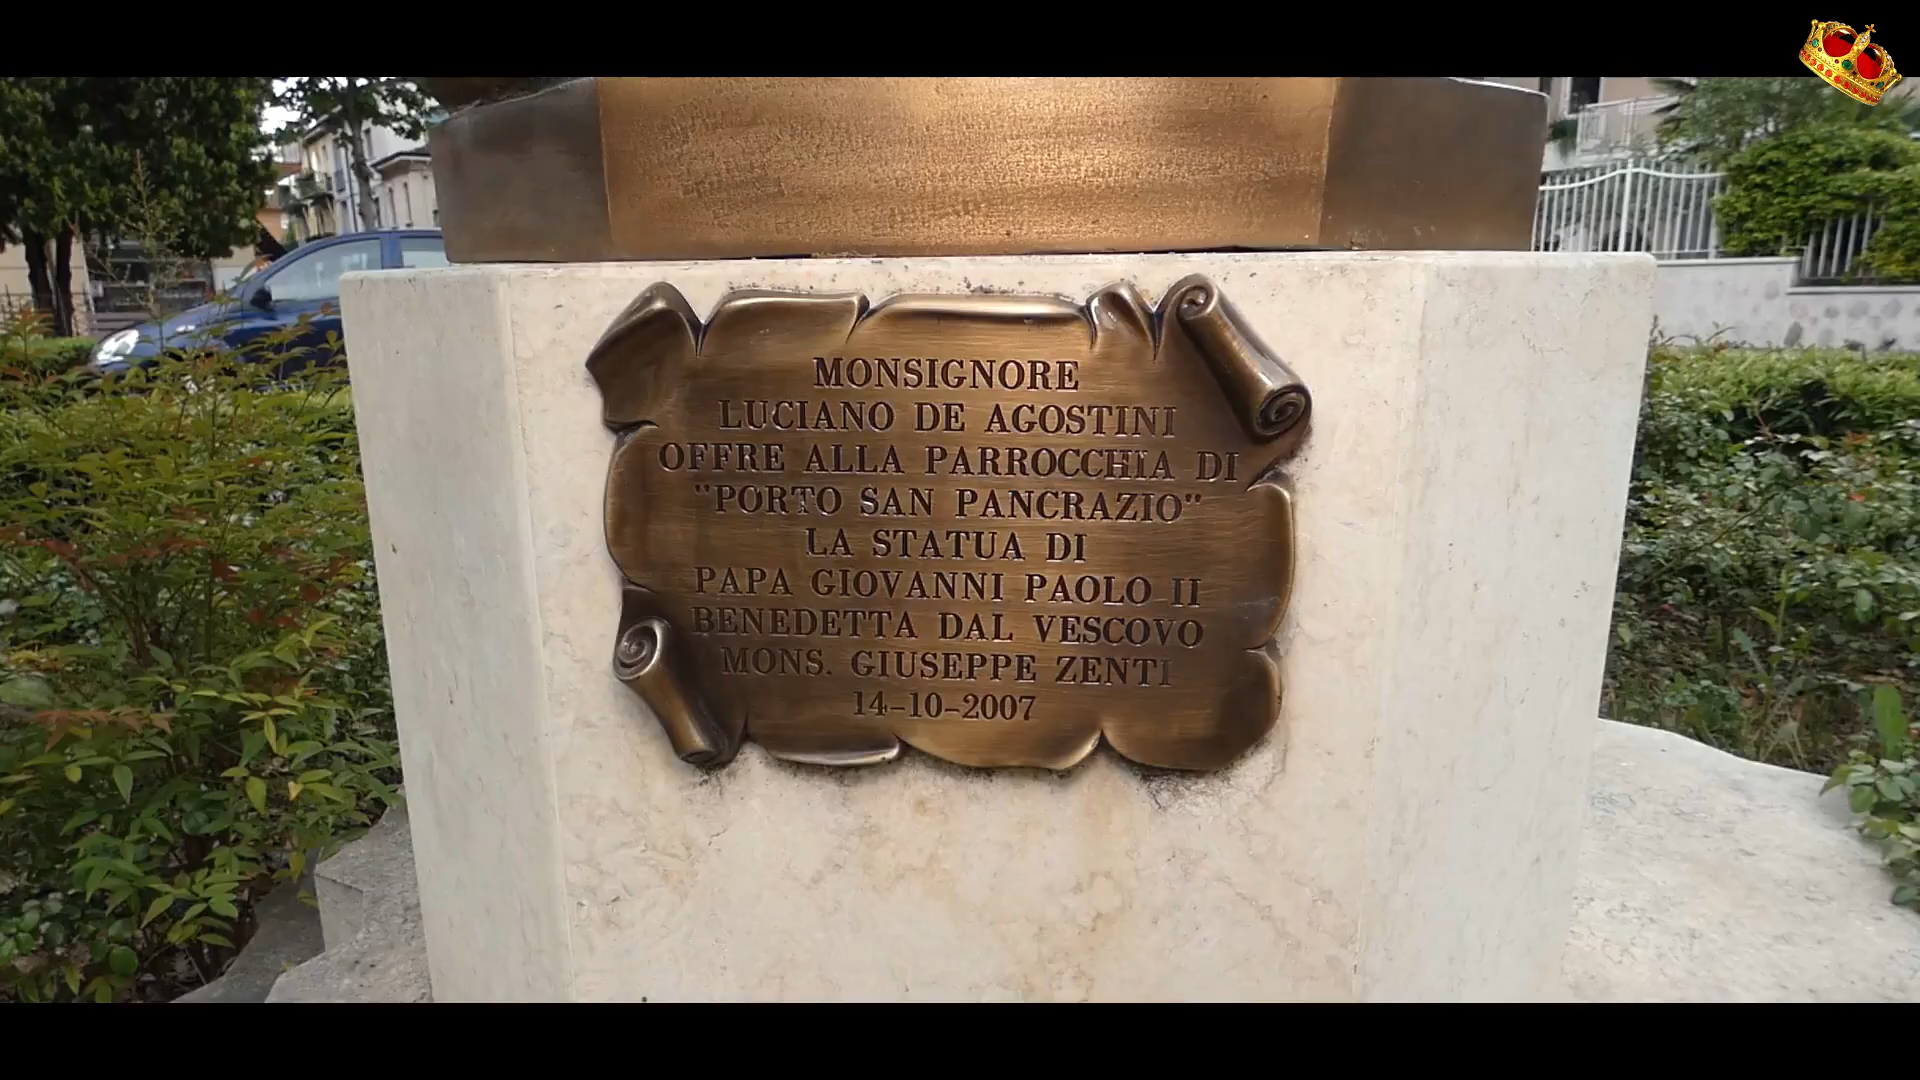 MONSIGNORE
LUCIANO DE AGOSTINI
OFFRE ALLA PARROCCHIA DI
"PORTO SAN PANCRAZIO"
LA STATUA DI
PAPA GIOVANNI PAOLO II
BENEDETTA DAL VESCOVO
MONS. GIUSEPPE ZENTI
14-10-2007